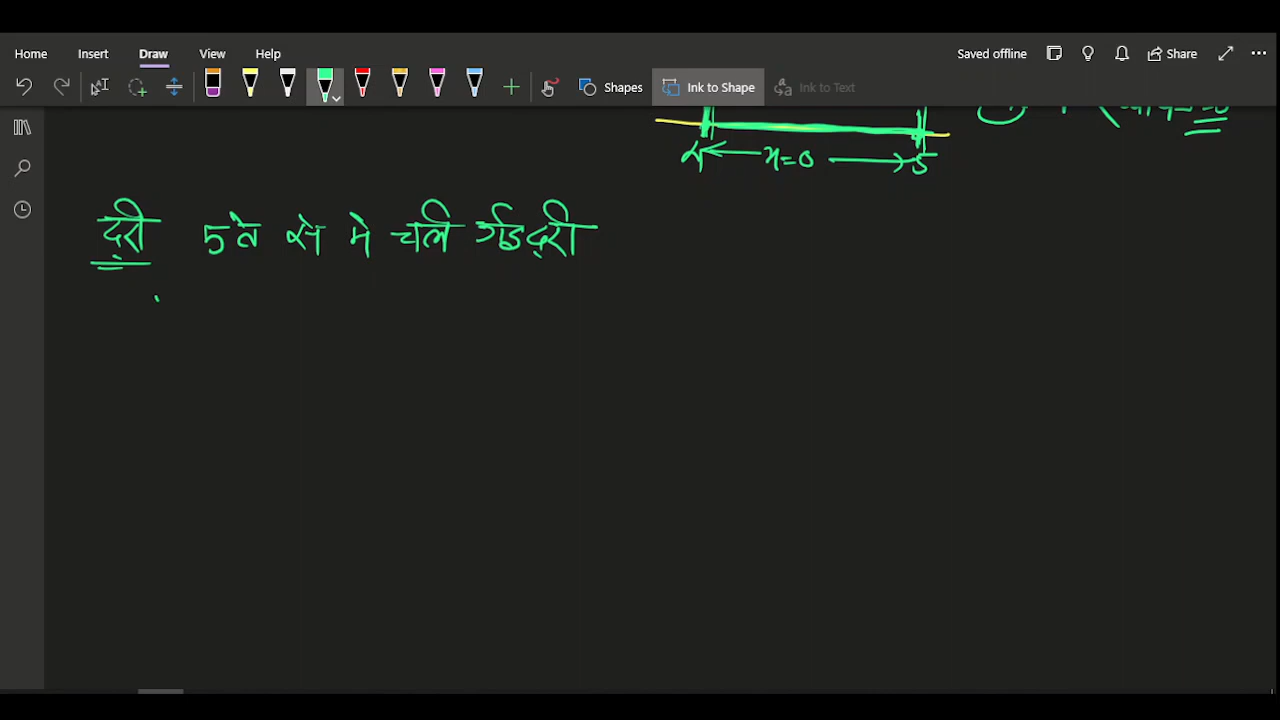 Home Insert Draw View Help Saved offline Share
Shapes Ink to Shape Ink to Text
x=0
दूरी 5वे से मे चली गई दूरी